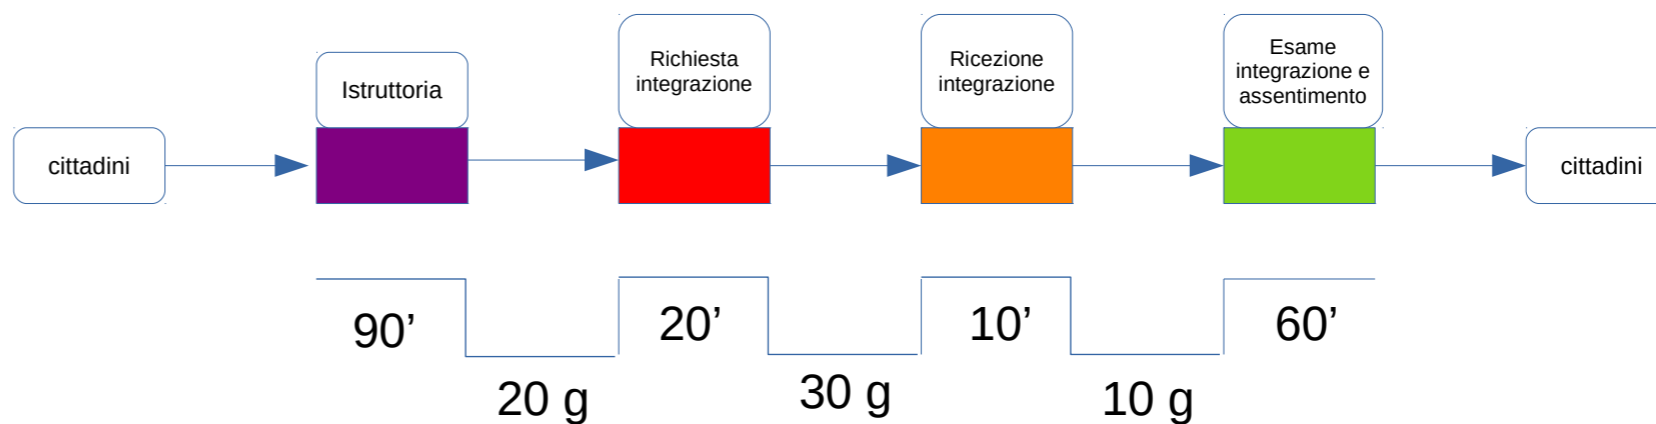 cittadini
Istruttoria
Richiesta
integrazione
Ricezione
integrazione
Esame
integrazione e
assentimento
cittadini
90’
20’
10’
60’
20 g
30 g
10 g